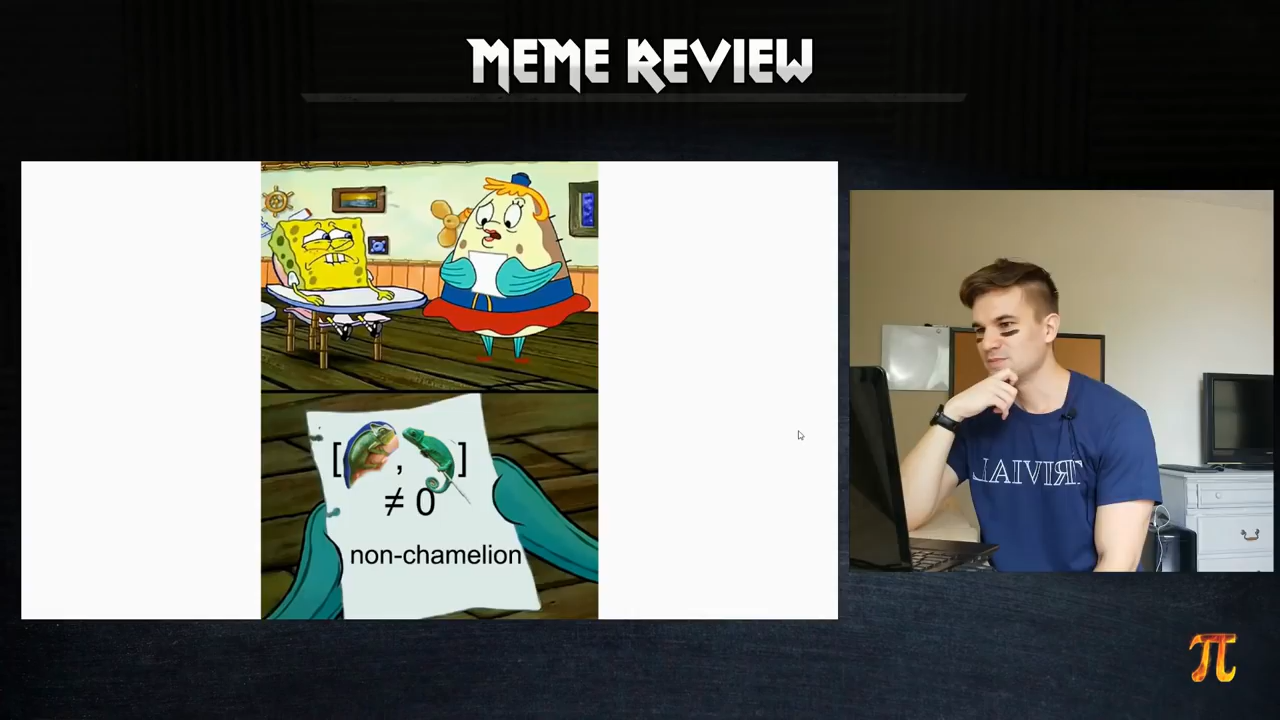 MEME REVIEW
[ , ]
≠ 0
non-chamelion
TRIVIAL
π